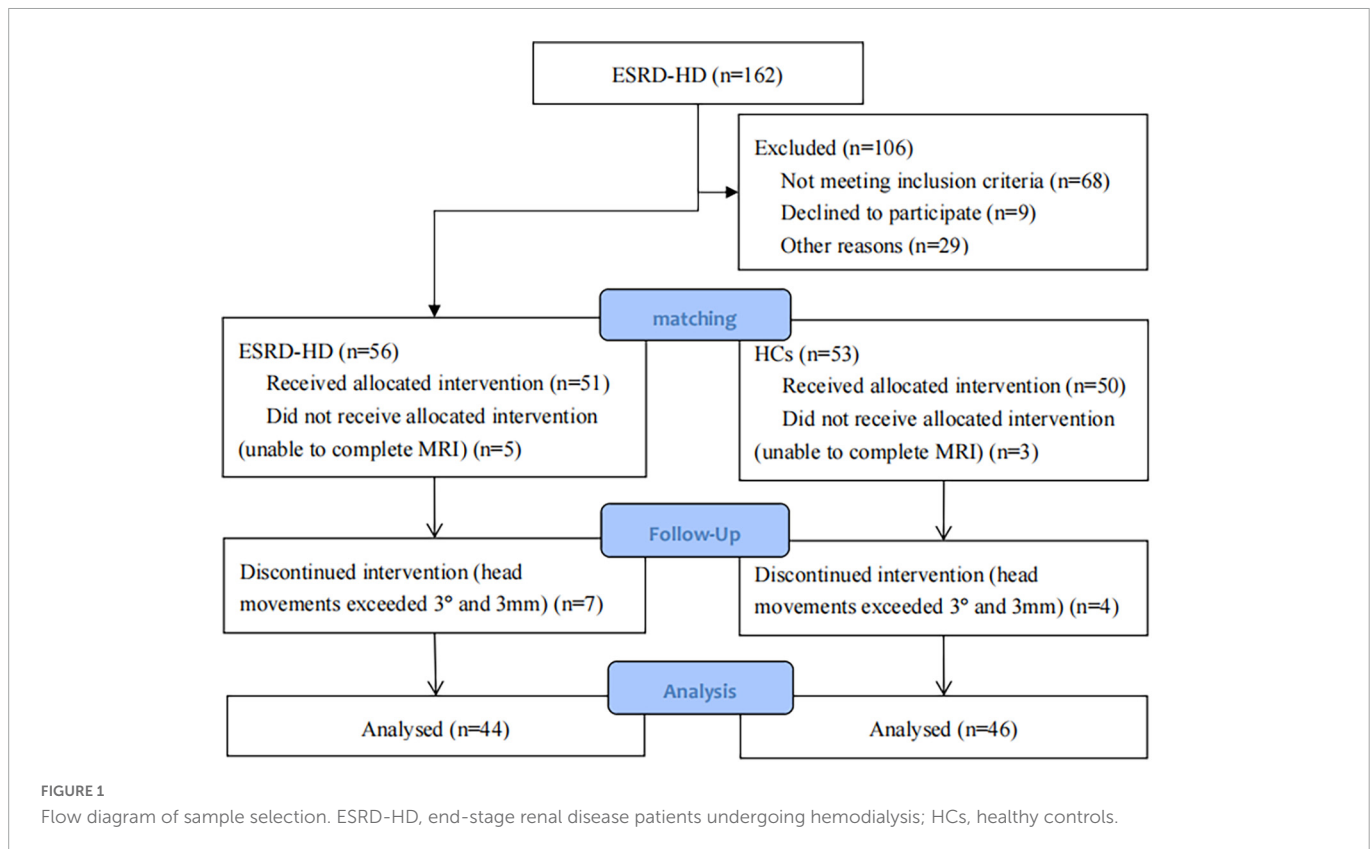 ESRD-HD (n=162)
Excluded (n=106)
Not meeting inclusion criteria (n=68)
Declined to participate (n=9)
Other reasons (n=29)
matching
ESRD-HD (n=56)
Received allocated intervention (n=51)
Did not receive allocated intervention
(unable to complete MRI) (n=5)
HCs (n=53)
Received allocated intervention (n=50)
Did not receive allocated intervention
(unable to complete MRI) (n=3)
Follow-Up
Discontinued intervention (head
movements exceeded 3° and 3mm) (n=7)
Discontinued intervention (head
movements exceeded 3° and 3mm) (n=4)
Analysis
Analysed (n=44)
Analysed (n=46)
FIGURE 1
Flow diagram of sample selection. ESRD-HD, end-stage renal disease patients undergoing hemodialysis; HCs, healthy controls.